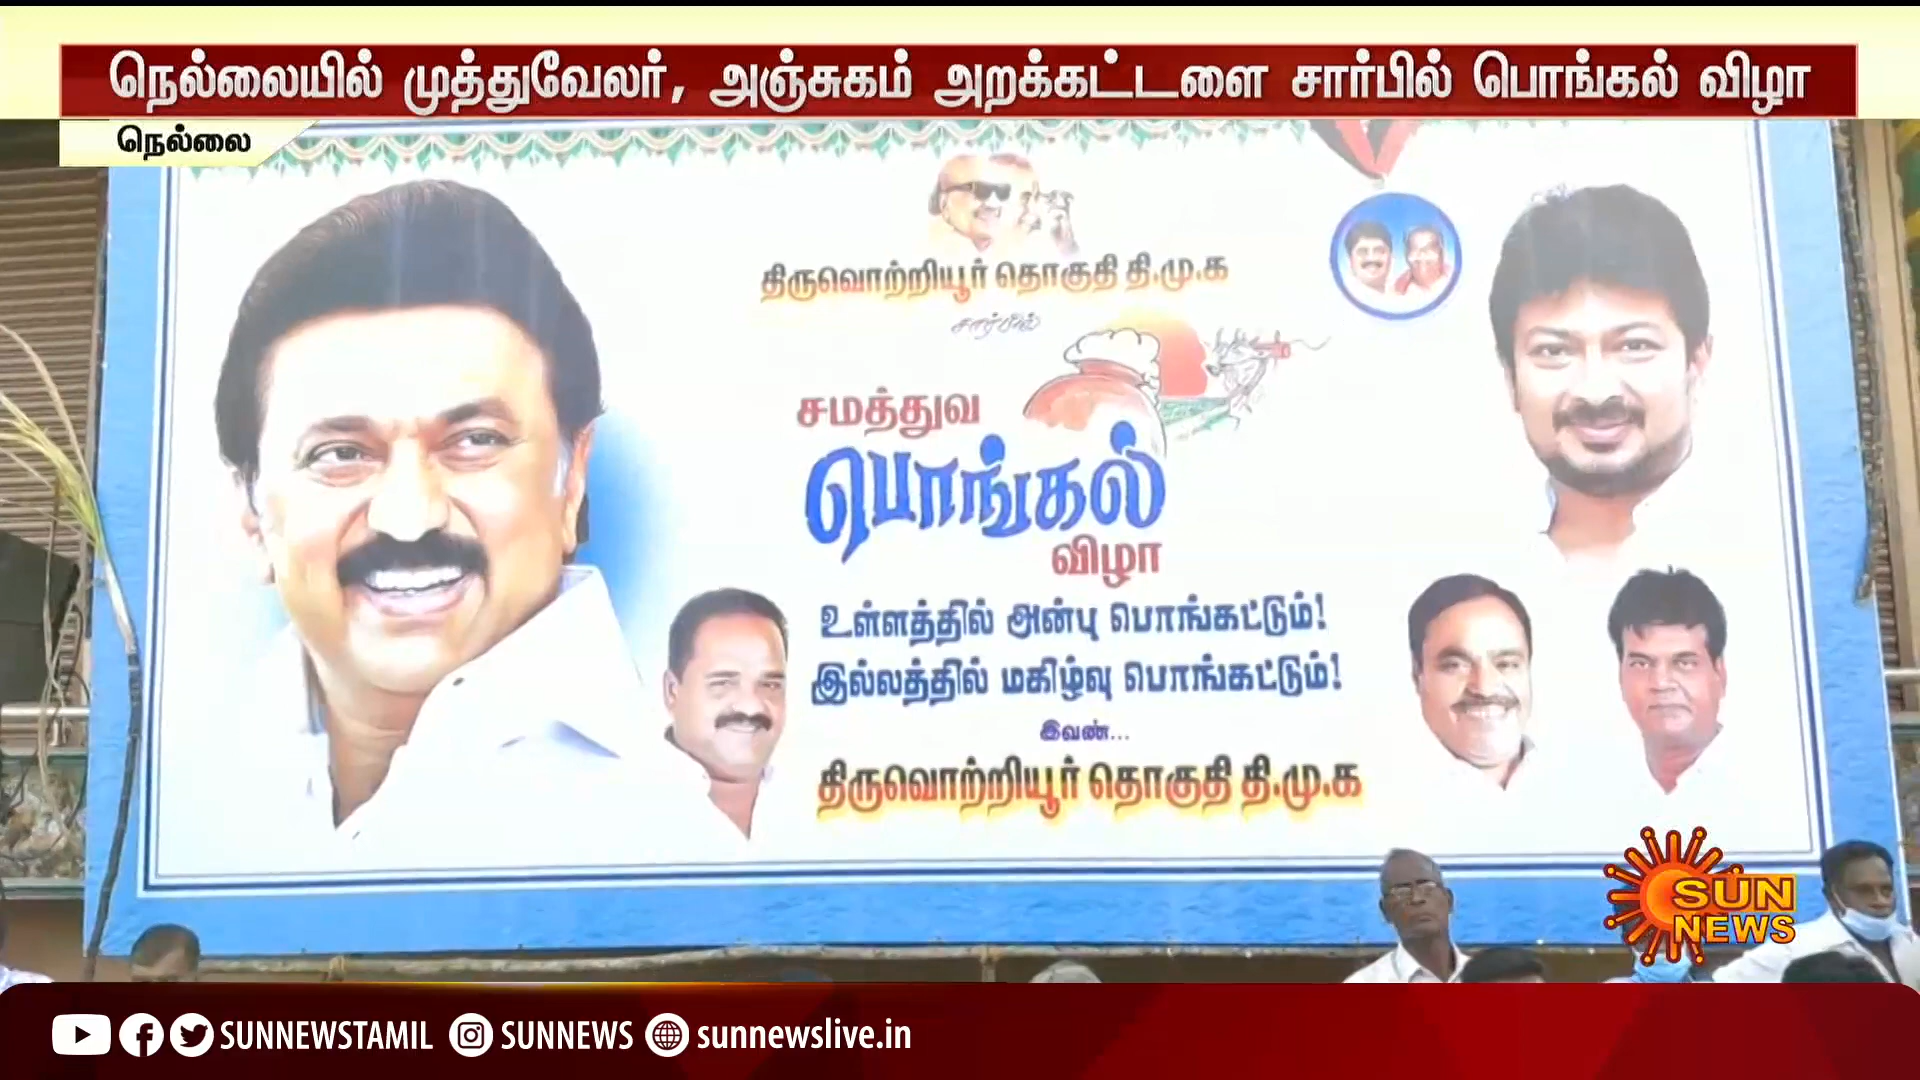 நெல்லையில் முத்துவேலர், அஞ்சுகம் அறக்கட்டளை சார்பில் பொங்கல் விழா
நெல்லை
திருவொற்றியூர் தொகுதி தி.மு.க
சார்பில்
சமத்துவ
பொங்கல்
விழா
உள்ளத்தில் அன்பு பொங்கட்டும்!
இல்லத்தில் மகிழ்வு பொங்கட்டும்!
இவண்...
திருவொற்றியூர் தொகுதி தி.மு.க
SUN
NEWS
SUNNEWSTAMIL SUNNEWS sunnewslive.in